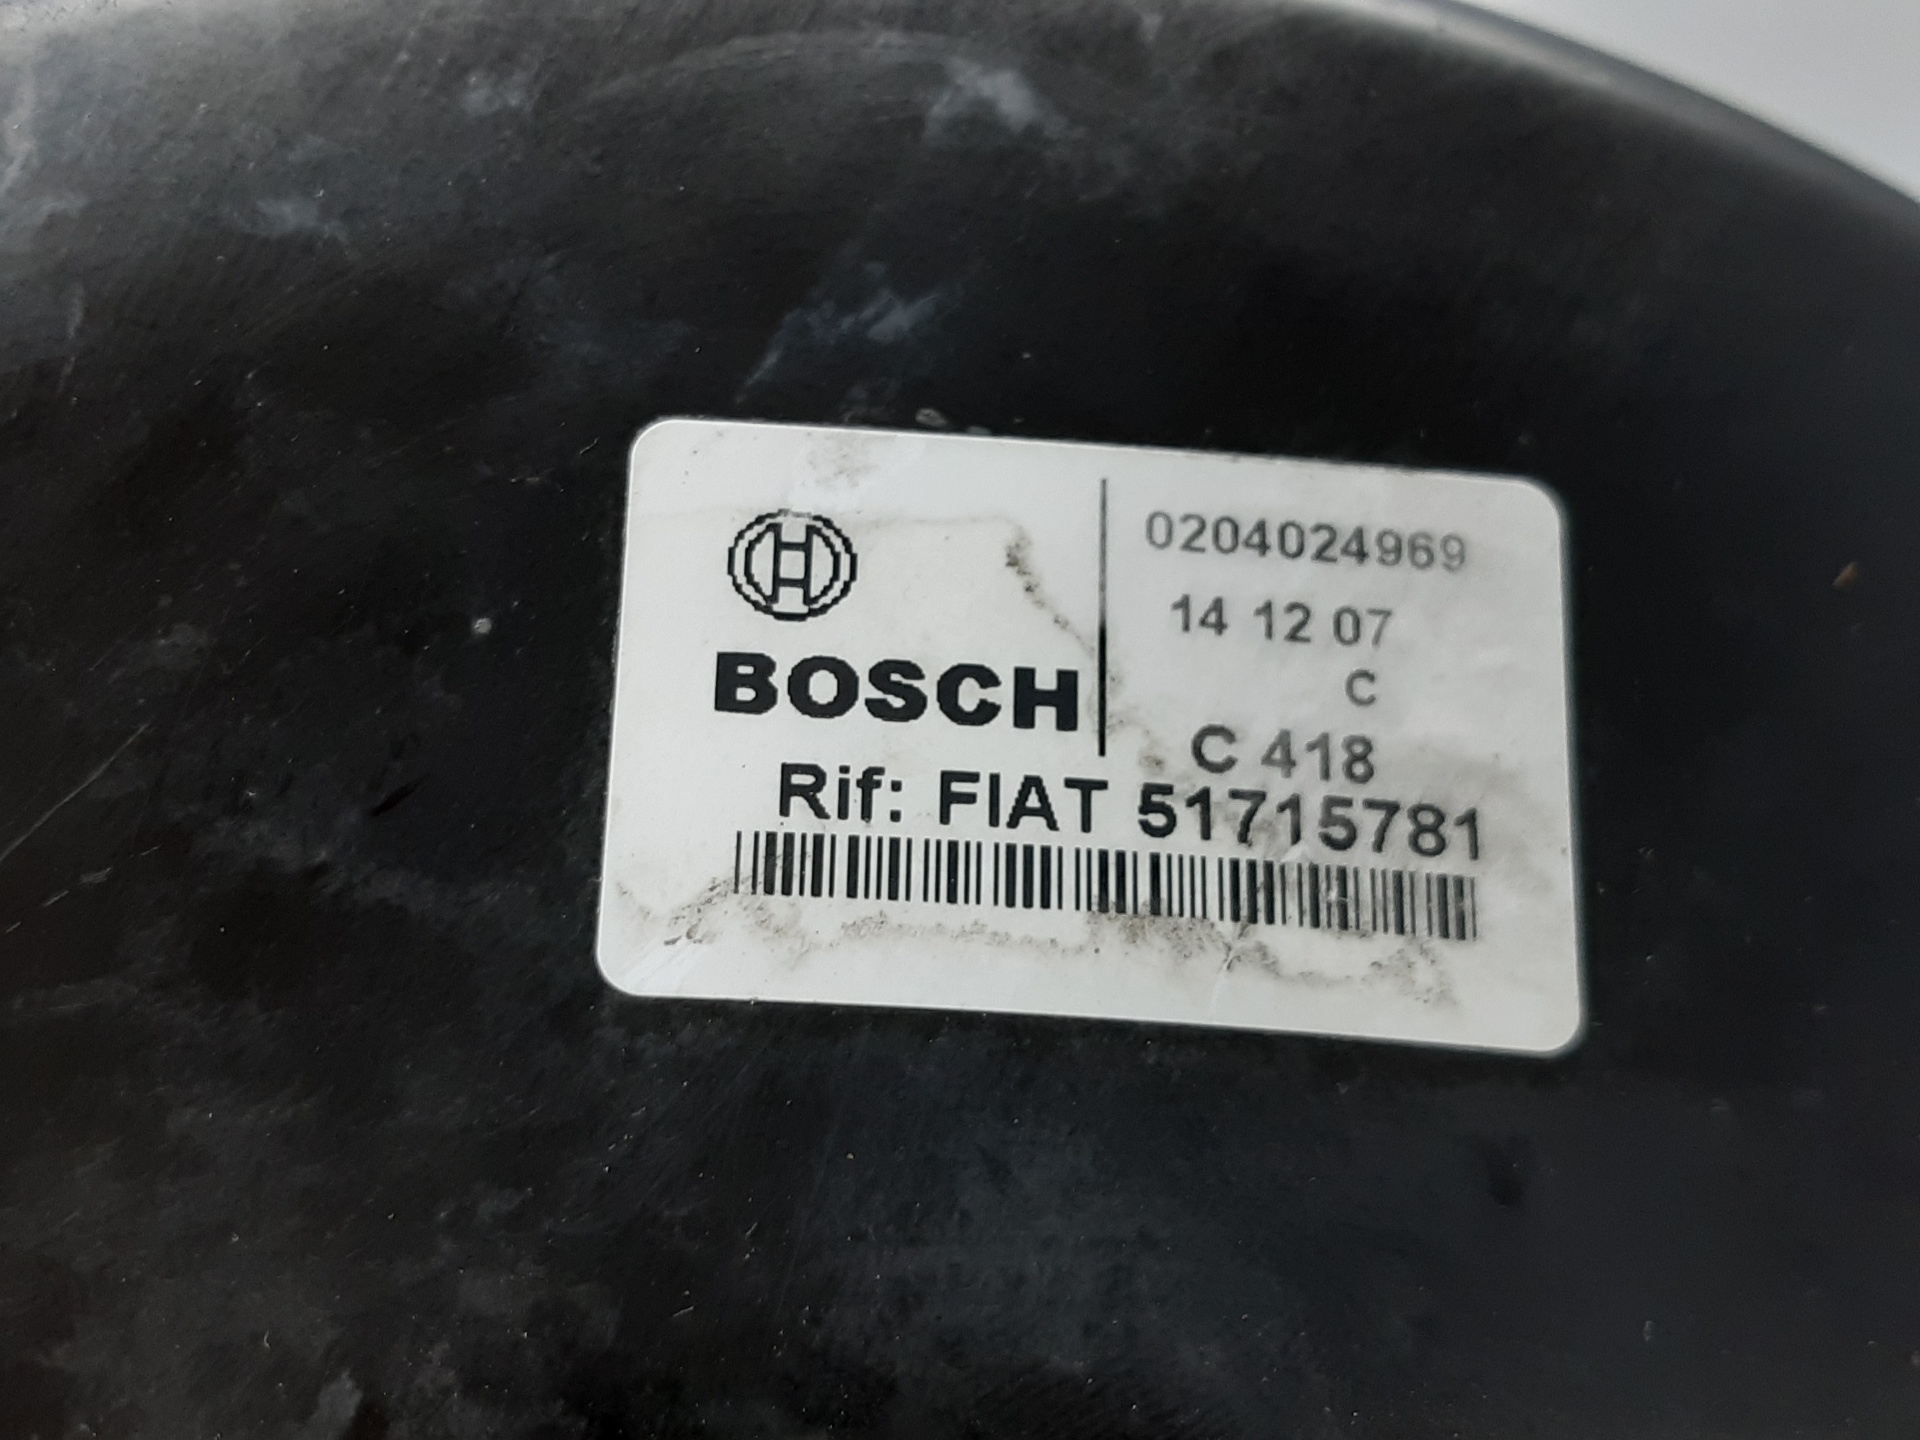 BOSCH
0204024969
14 12 07
C
C 418
Rif: FIAT 51715781